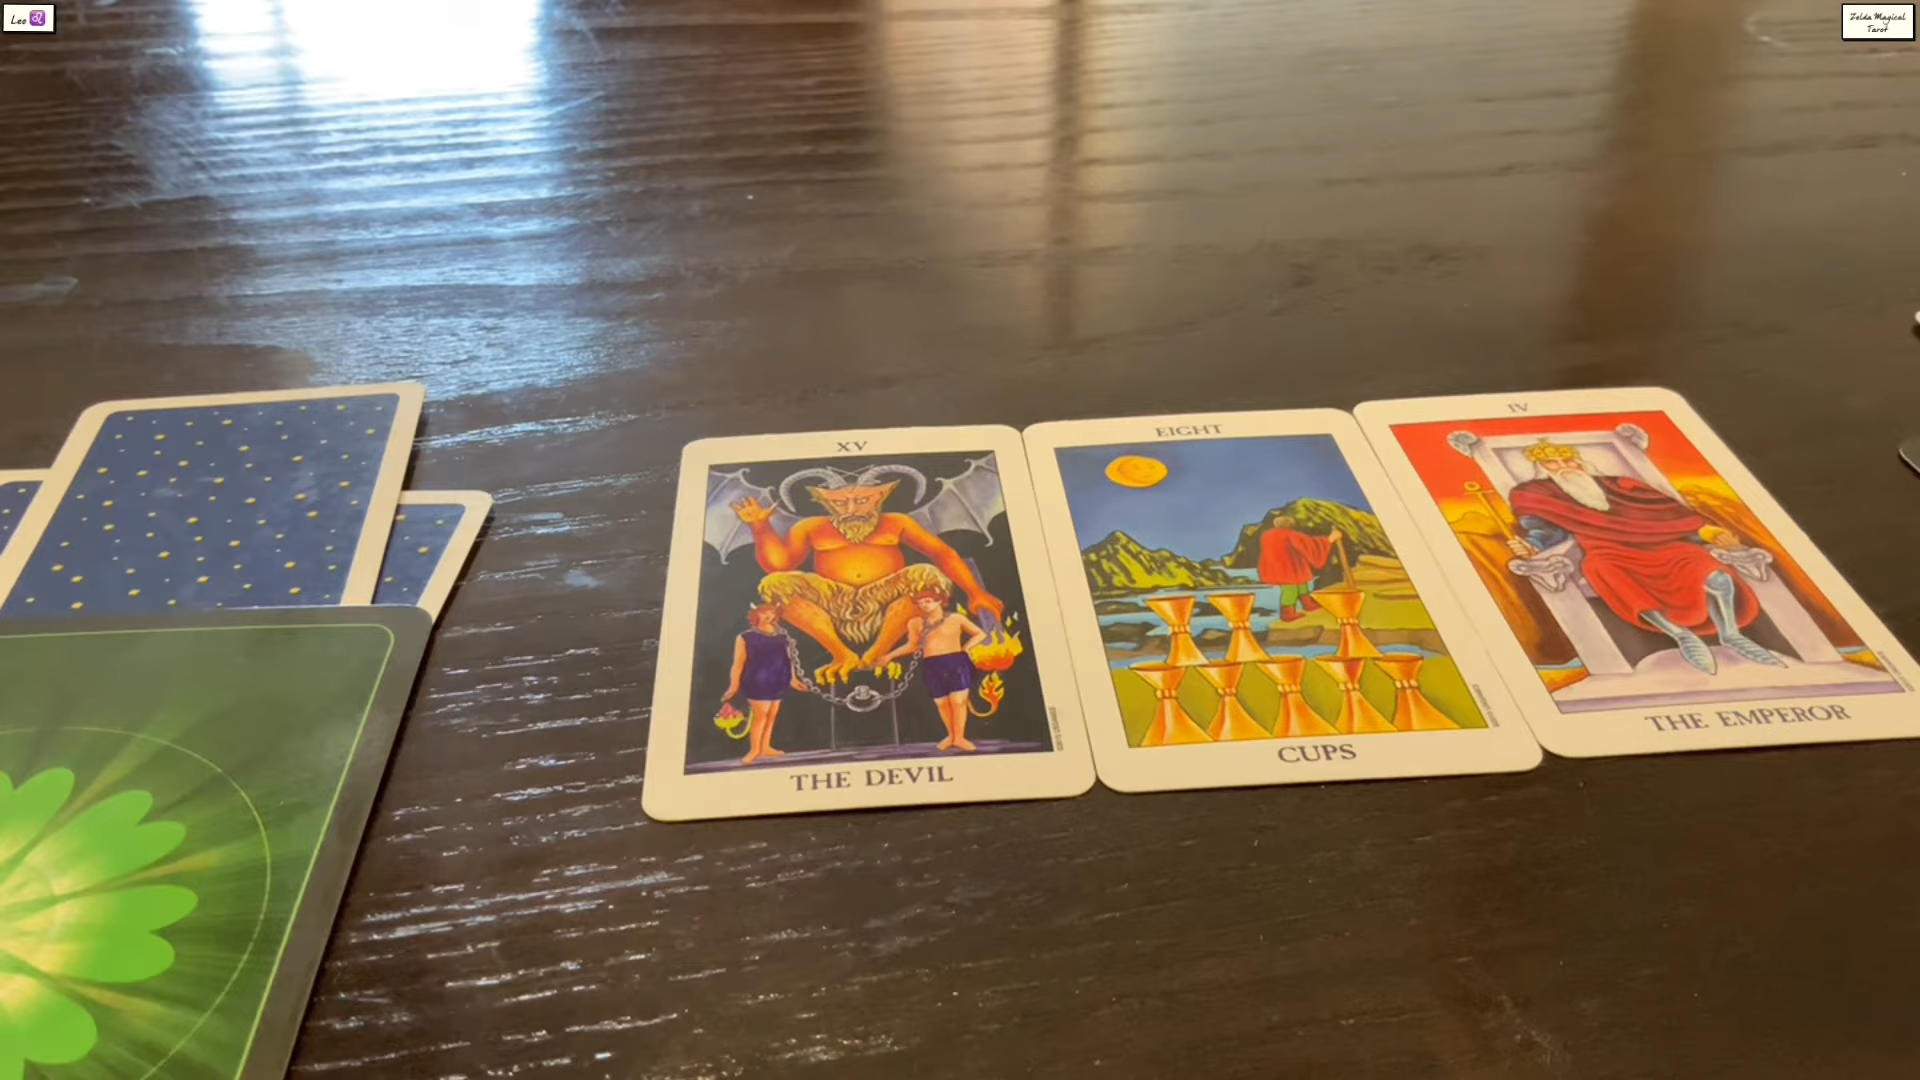 Leo ♌
Zelda Magical
Tarot
XV
THE DEVIL
EIGHT
CUPS
IV
THE EMPEROR